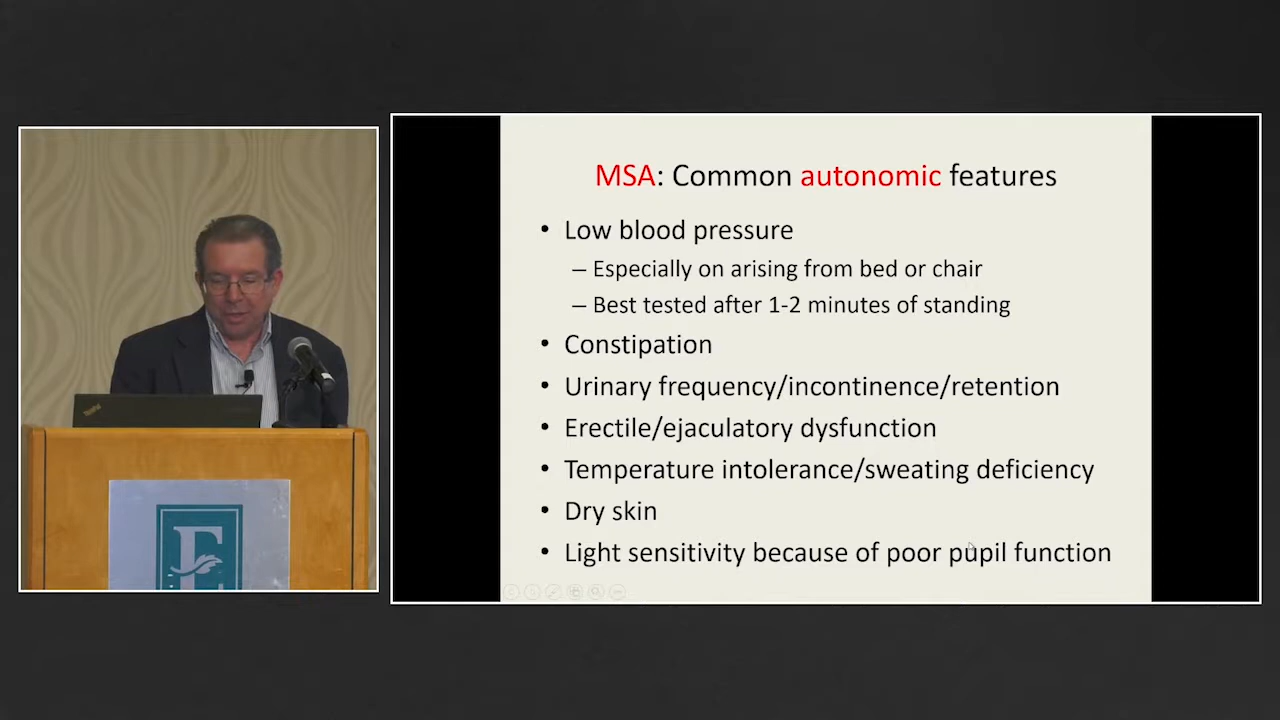 MSA: Common autonomic features
• Low blood pressure
– Especially on arising from bed or chair
– Best tested after 1-2 minutes of standing
• Constipation
• Urinary frequency/incontinence/retention
• Erectile/ejaculatory dysfunction
• Temperature intolerance/sweating deficiency
• Dry skin
• Light sensitivity because of poor pupil function
ThinkPad
E